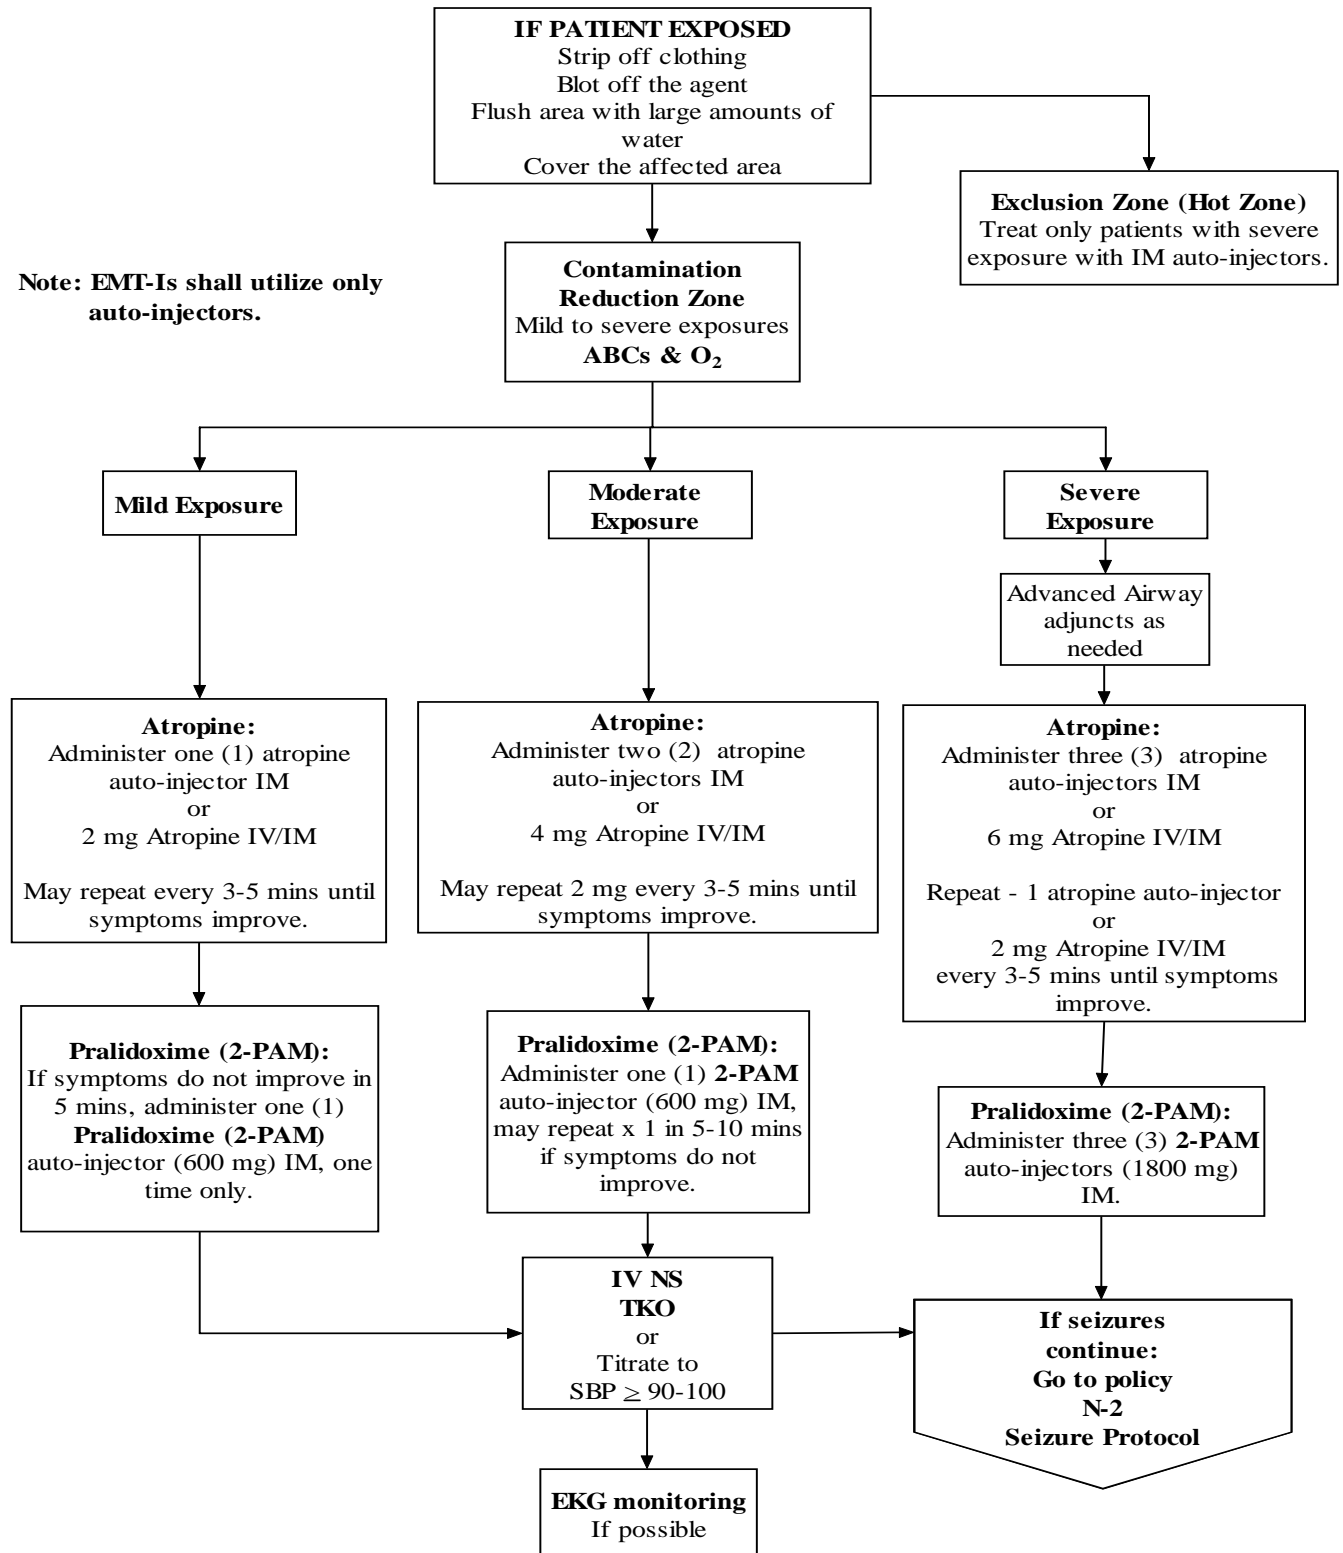 IF PATIENT EXPOSED
Strip off clothing
Blot off the agent
Flush area with large amounts of
water
Cover the affected area
Exclusion Zone (Hot Zone)
Treat only patients with severe
exposure with IM auto-injectors.
Note: EMT-Is shall utilize only
auto-injectors.
Contamination
Reduction Zone
Mild to severe exposures
ABCs & O₂
Mild Exposure
Moderate
Exposure
Severe
Exposure
Advanced Airway
adjuncts as
needed
Atropine:
Administer one (1) atropine
auto-injector IM
or
2 mg Atropine IV/IM
May repeat every 3-5 mins until
symptoms improve.
Atropine:
Administer two (2) atropine
auto-injectors IM
or
4 mg Atropine IV/IM
May repeat 2 mg every 3-5 mins until
symptoms improve.
Atropine:
Administer three (3) atropine
auto-injectors IM
or
6 mg Atropine IV/IM
Repeat - 1 atropine auto-injector
or
2 mg Atropine IV/IM
every 3-5 mins until symptoms
improve.
Pralidoxime (2-PAM):
If symptoms do not improve in
5 mins, administer one (1)
Pralidoxime (2-PAM)
auto-injector (600 mg) IM, one
time only.
Pralidoxime (2-PAM):
Administer one (1) 2-PAM
auto-injector (600 mg) IM,
may repeat x 1 in 5-10 mins
if symptoms do not
improve.
Pralidoxime (2-PAM):
Administer three (3) 2-PAM
auto-injectors (1800 mg)
IM.
IV NS
TKO
or
Titrate to
SBP ≥ 90-100
If seizures
continue:
Go to policy
N-2
Seizure Protocol
EKG monitoring
If possible